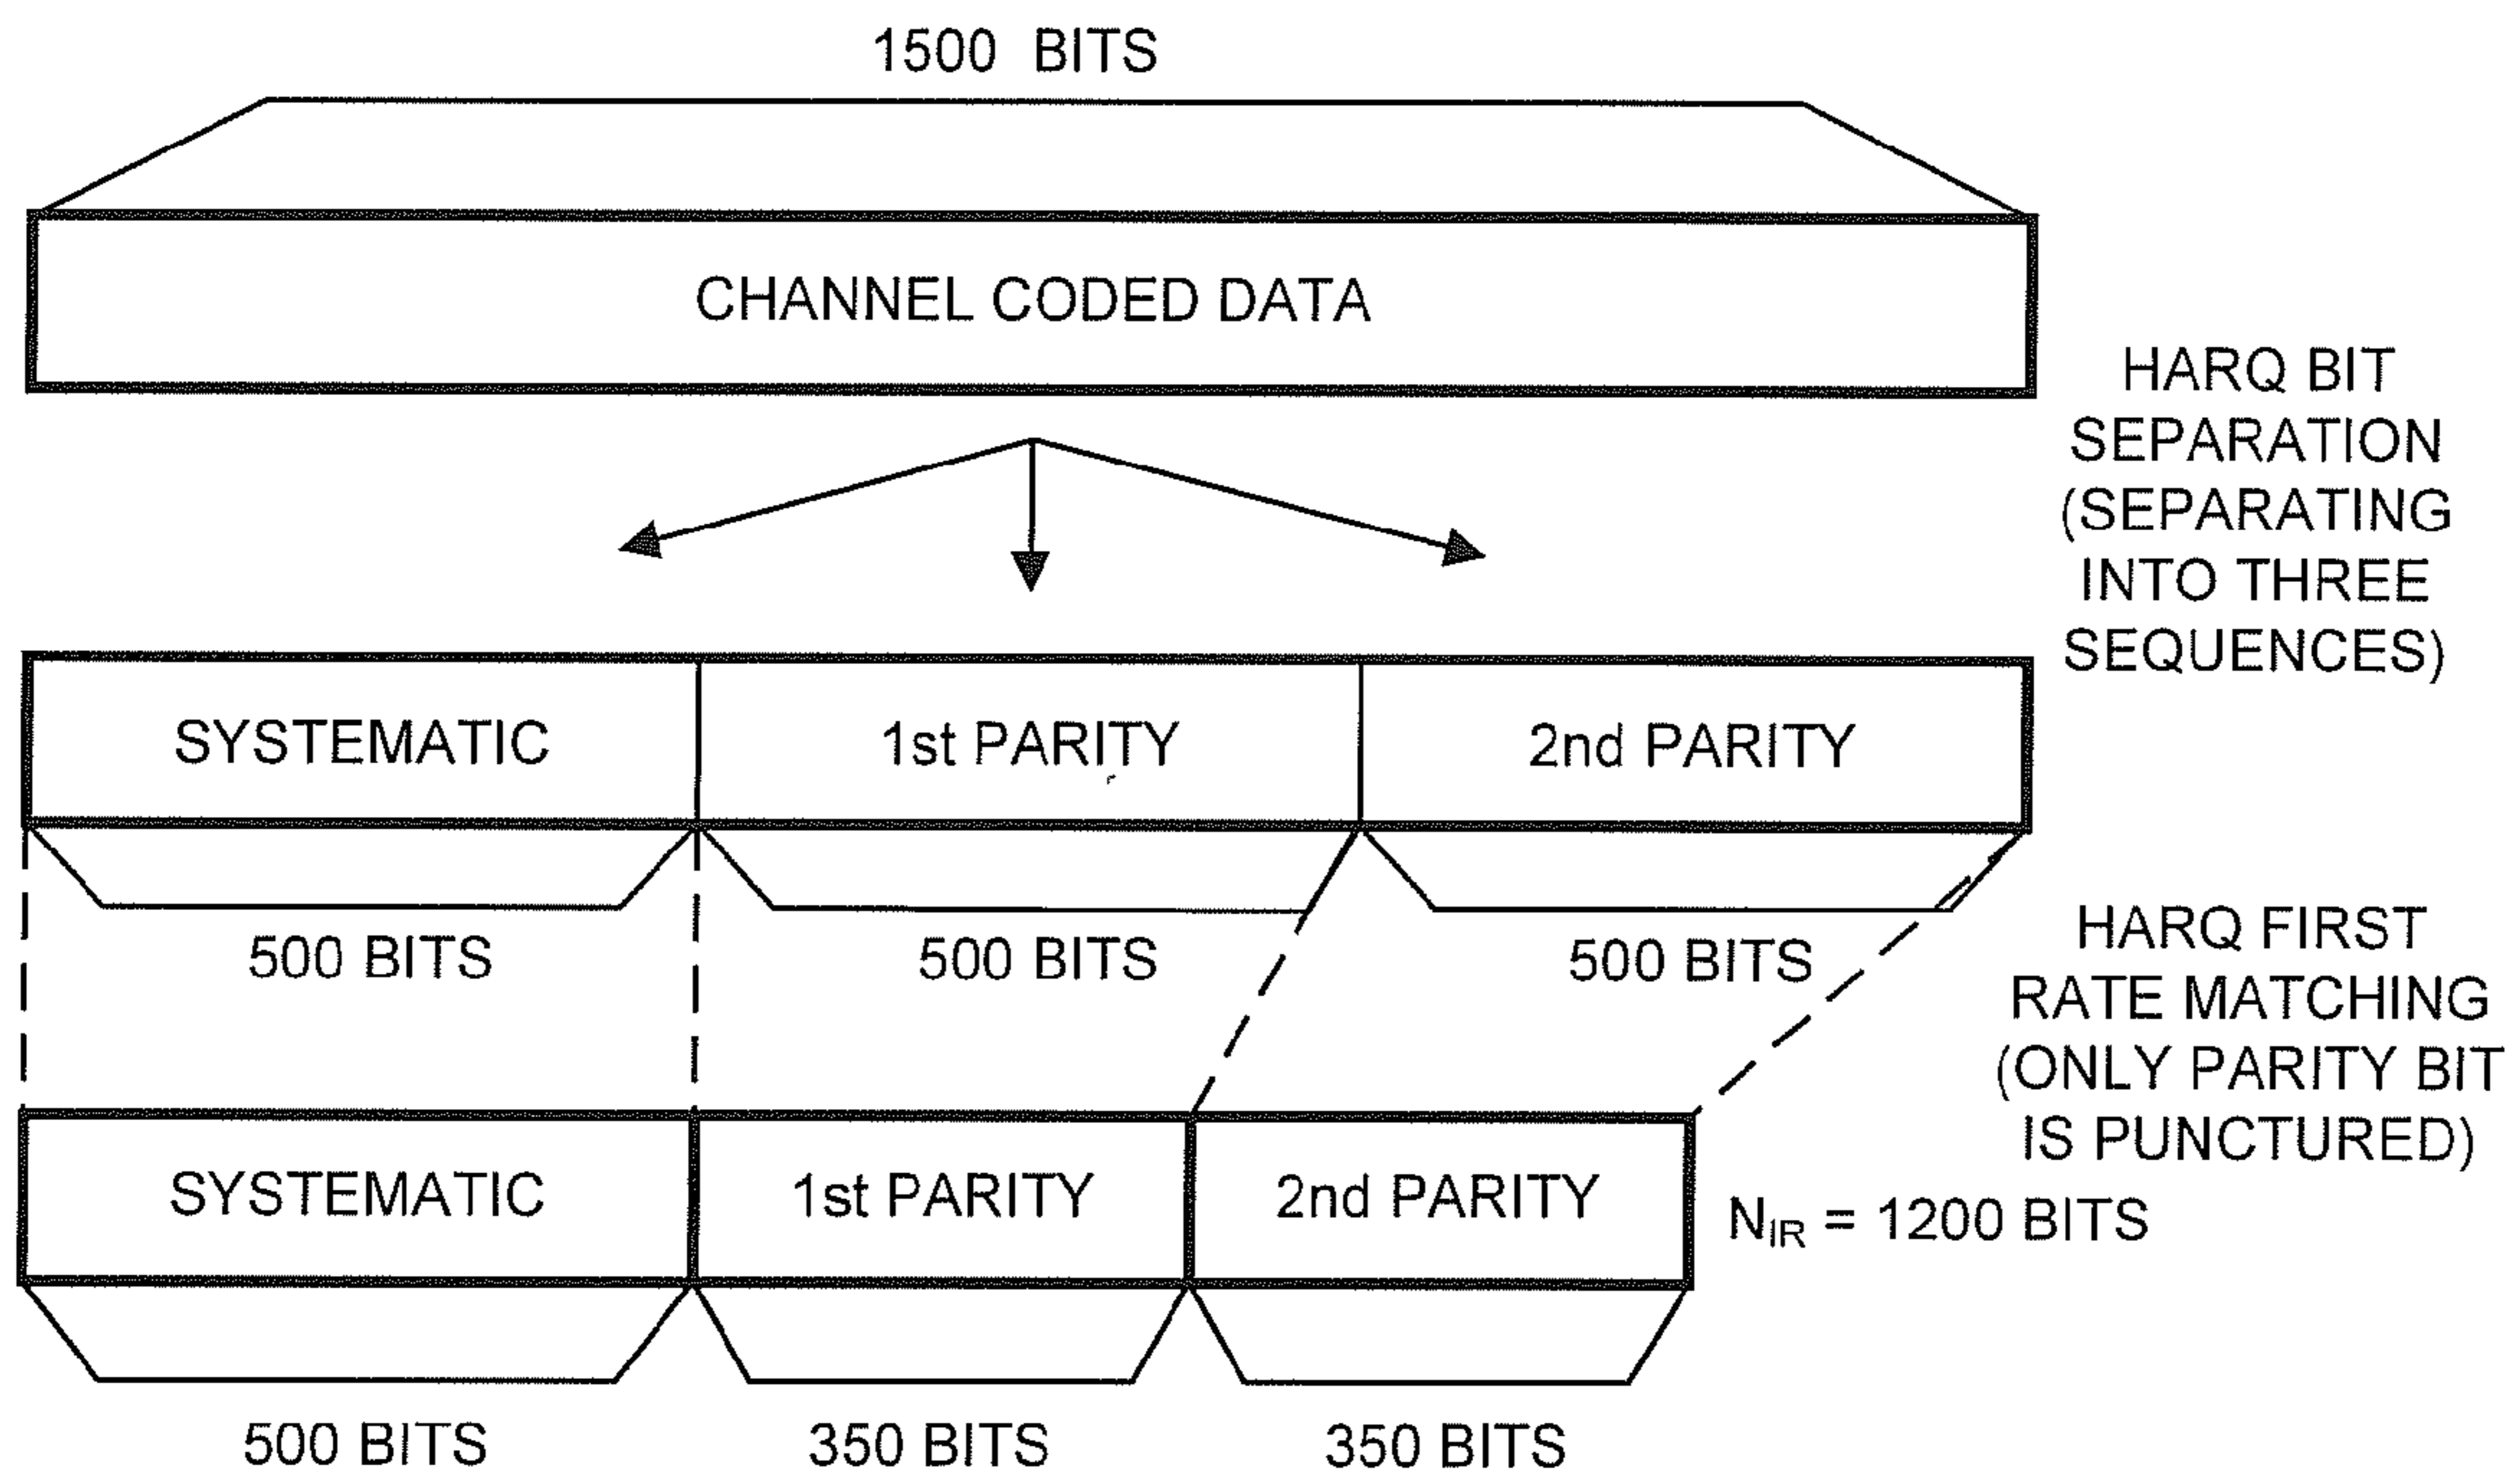 1500 BITS
CHANNEL CODED DATA
HARQ BIT
SEPARATION
(SEPARATING
INTO THREE
SEQUENCES)
SYSTEMATIC
1st PARITY
2nd PARITY
500 BITS
500 BITS
500 BITS
HARQ FIRST
RATE MATCHING
(ONLY PARITY BIT
IS PUNCTURED)
SYSTEMATIC
1st PARITY
2nd PARITY
NIR = 1200 BITS
500 BITS
350 BITS
350 BITS